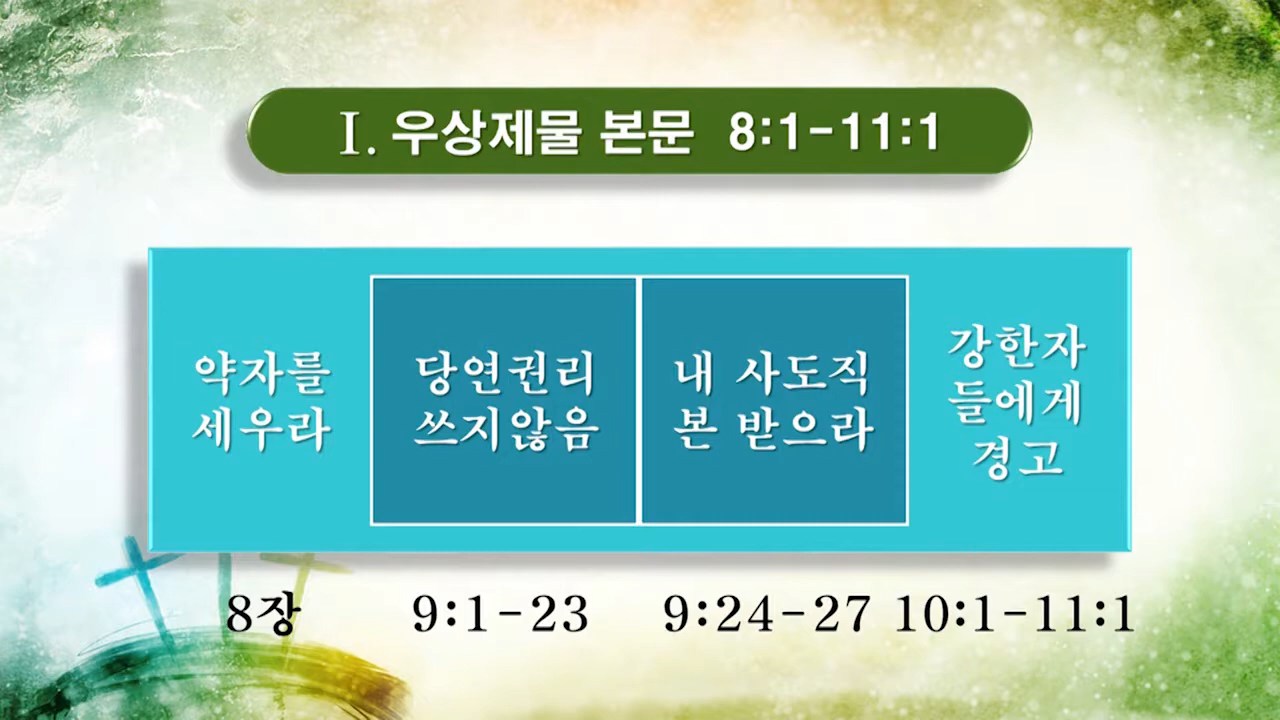 I. 우상제물 본문 8:1-11:1
약자를
세우라
당연권리
쓰지않음
내 사도직
본 받으라
강한자
들에게
경고
8장
9:1-23
9:24-27
10:1-11:1